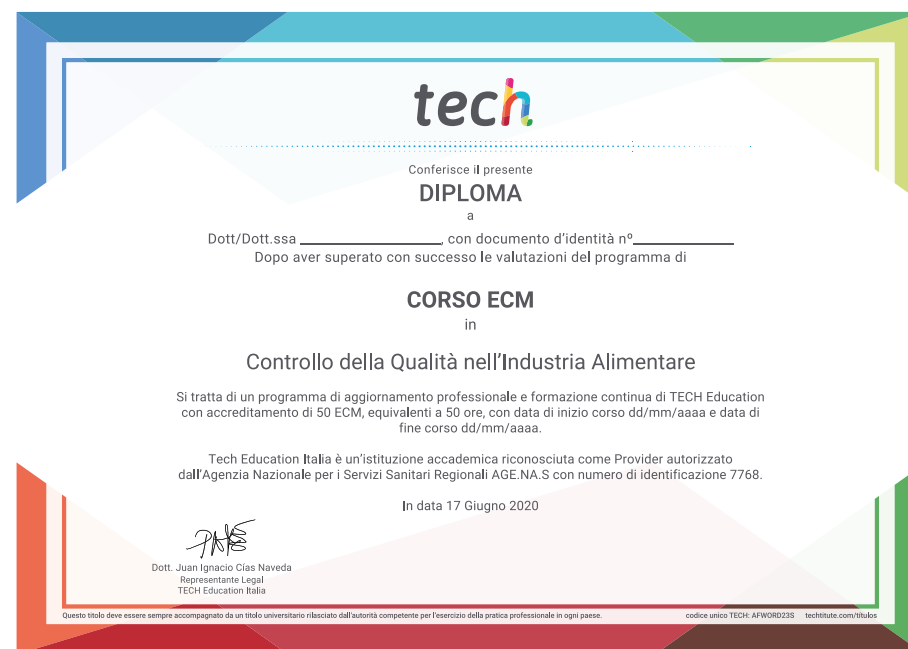 tech
Conferisce il presente
DIPLOMA
a
Dott/Dott.ssa ____________________, con documento d'identità nº______________
Dopo aver superato con successo le valutazioni del programma di
CORSO ECM
in
Controllo della Qualità nell'Industria Alimentare
Si tratta di un programma di aggiornamento professionale e formazione continua di TECH Education
con accreditamento di 50 ECM, equivalenti a 50 ore, con data di inizio corso dd/mm/aaaa e data di
fine corso dd/mm/aaaa.
Tech Education Italia è un'istituzione accademica riconosciuta come Provider autorizzato
dall'Agenzia Nazionale per i Servizi Sanitari Regionali AGE.NA.S con numero di identificazione 7768.
In data 17 Giugno 2020
Dott. Juan Ignacio Cías Naveda
Representante Legal
TECH Education Italia
Questo titolo deve essere sempre accompagnato da un titolo universitario rilasciato dall'autorità competente per l'esercizio della pratica professionale in ogni paese. codice unico TECH: AFWORD23S techtitute.com/titulos